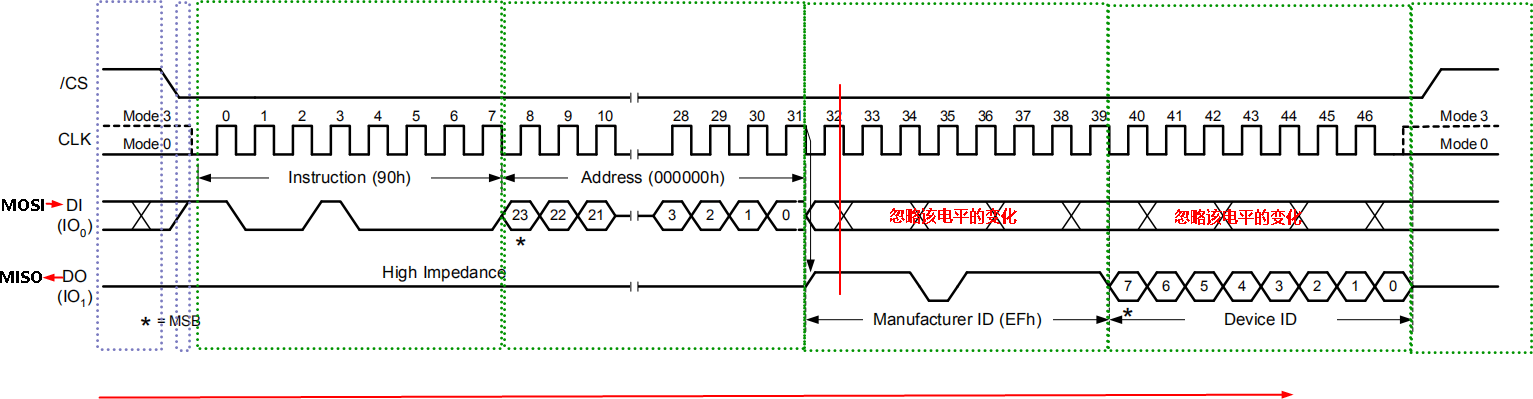 /CS
Mode 3 0 1 2 3 4 5 6 7 8 9 10 28 29 30 31 32 33 34 35 36 37 38 39 40 41 42 43 44 45 46 Mode 3
CLK
Mode 0 Mode 0
Instruction (90h) Address (000000h)
MOSI DI
(IO0)
23 22 21 3 2 1 0 忽略该电平的变化 忽略该电平的变化
*
High Impedance
MISO DO
(IO1)
7 6 5 4 3 2 1 0
*
* = MSB Manufacturer ID (EFh) Device ID